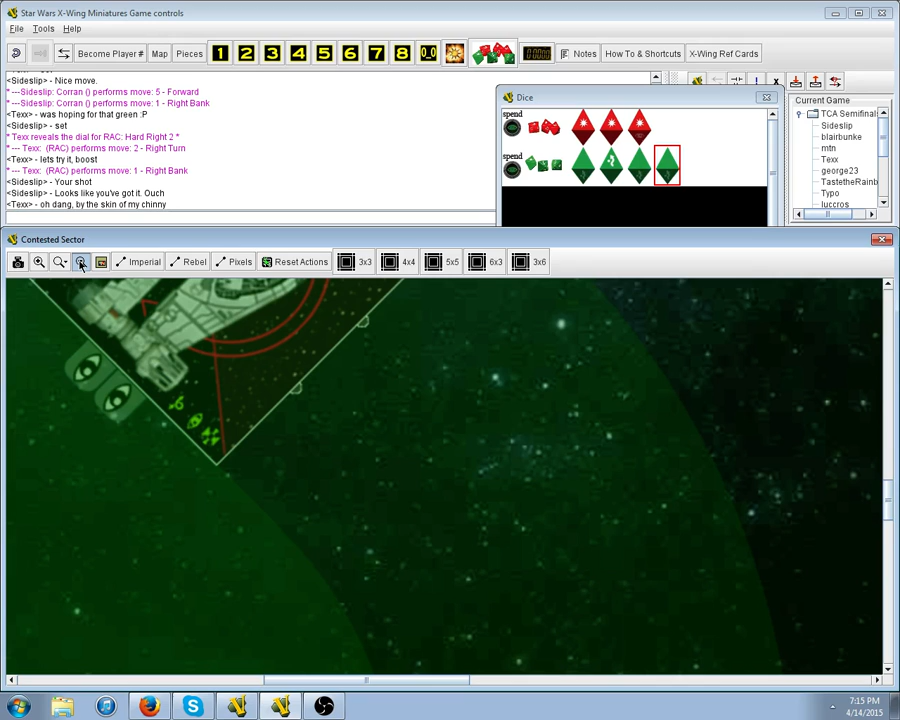 Star Wars X-Wing Miniatures Game controls
File Tools Help
Become Player # Map Pieces 1 2 3 4 5 6 7 8 0_0 Notes How To & Shortcuts X-Wing Ref Cards
<Sideslip> - Nice move.
* ---Sideslip: Corran () performs move: 5 - Forward
* ---Sideslip: Corran () performs move: 1 - Right Bank
<Texx> - was hoping for that green :P
<Sideslip> - set
* Texx reveals the dial for RAC: Hard Right 2 *
* --- Texx: (RAC) performs move: 2 - Right Turn
<Texx> - lets try it, boost
* --- Texx: (RAC) performs move: 1 - Right Bank
<Sideslip> - Your shot
<Sideslip> - Looks like you've got it. Ouch
<Texx> - oh dang, by the skin of my chinny
Dice
spend
spend
Current Game
TCA Semifinals
Sideslip
blairbunke
mtn
Texx
george23
TastetheRainb
Typo
luccros
Contested Sector
Imperial Rebel Pixels Reset Actions 3x3 4x4 5x5 6x3 3x6
7:15 PM
4/14/2015